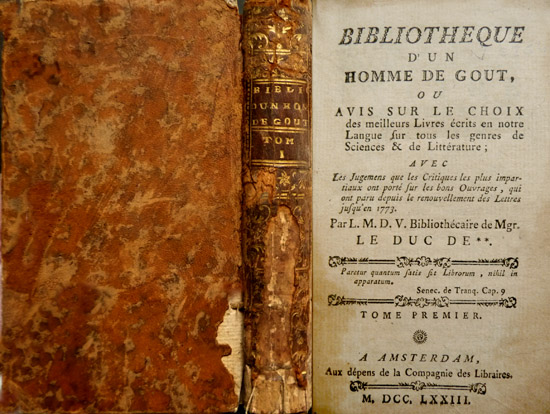 BIBLI
DUN HOM
DE GOUT
TOM
I
BIBLIOTHEQUE
D'UN
HOMME DE GOUT,
OU
AVIS SUR LE CHOIX
des meilleurs Livres écrits en notre
Langue sur tous les genres de
Sciences & de Littérature ;
AVEC
Les Jugemens que les Critiques les plus impar-
tiaux ont porté sur les bons Ouvrages, qui
ont paru depuis le renouvellement des Lettres
jusqu'en 1773.
Par L. M. D. V. Bibliothécaire de Mgr.
LE DUC DE **.
Paretur quantum satis sit Librorum, nihil in
apparatum.
Senec. de Tranq. Cap. 9
TOME PREMIER.
A AMSTERDAM,
Aux dépens de la Compagnie des Libraires.
M. DCC. LXXIII.